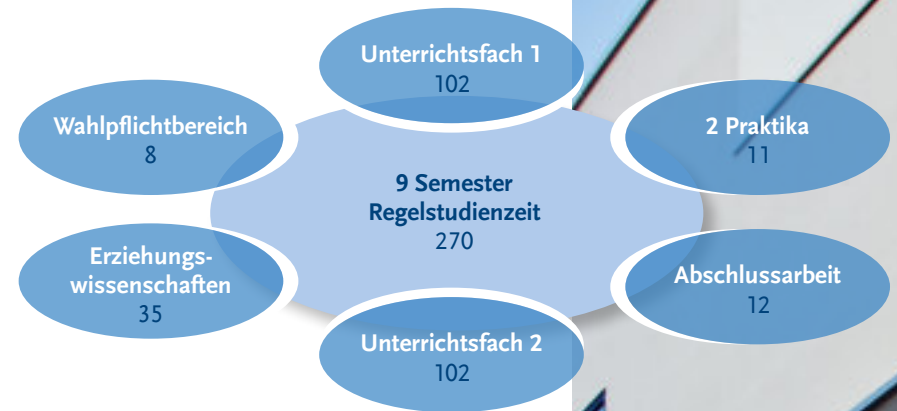 Unterrichtsfach 1
102
Wahlpflichtbereich
8
2 Praktika
11
9 Semester
Regelstudienzeit
270
Erziehungs-
wissenschaften
35
Abschlussarbeit
12
Unterrichtsfach 2
102